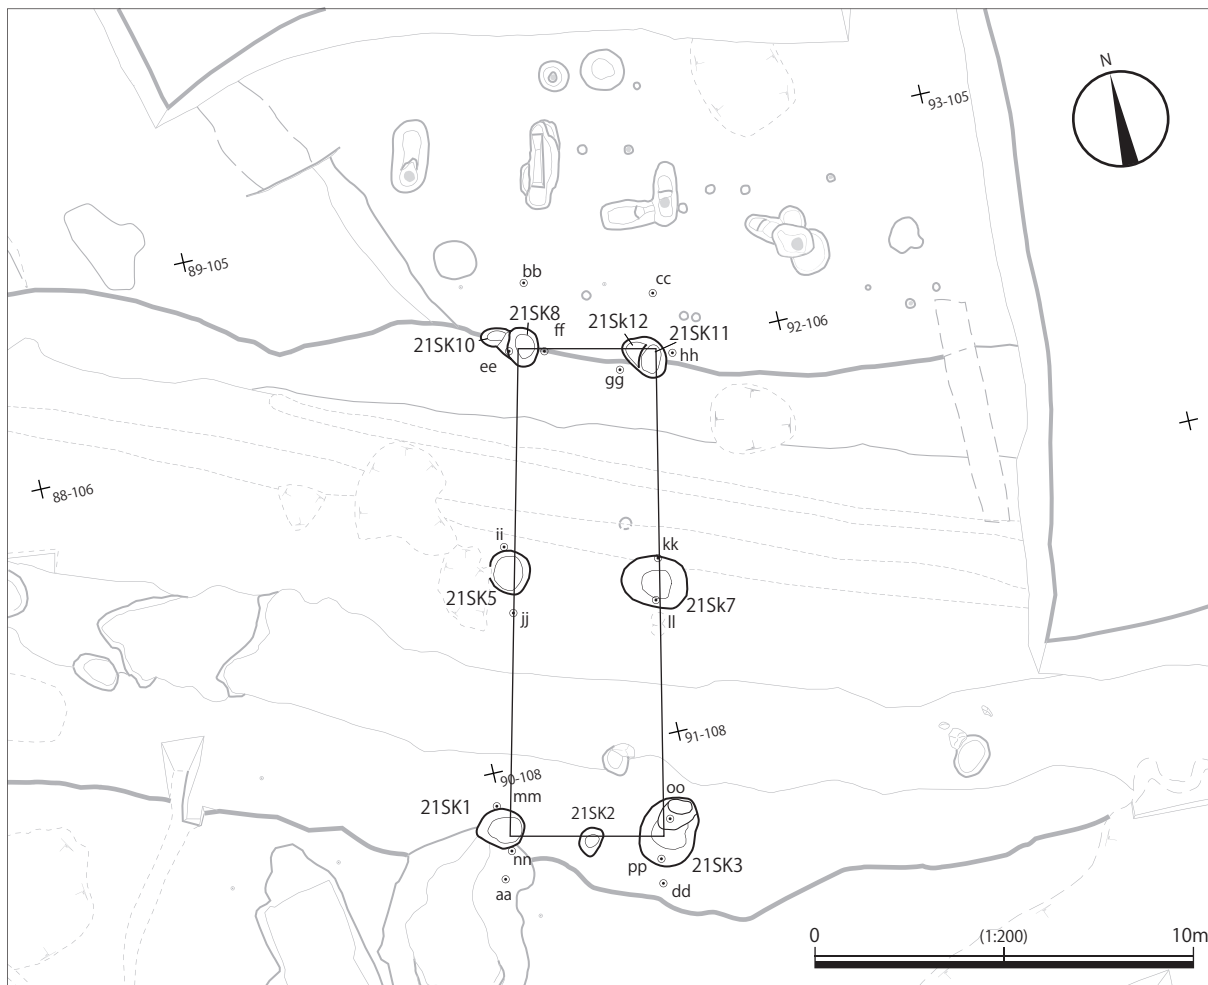 N
93-105
89-105
bb
cc
21SK8
ff
21Sk12
92-106
21SK10
21SK11
ee
hh
gg
88-106
ii
kk
21SK5
21Sk7
jj
ll
91-108
90-108
mm
oo
21SK1
21SK2
nn
pp
21SK3
aa
dd
0
(1:200)
10m